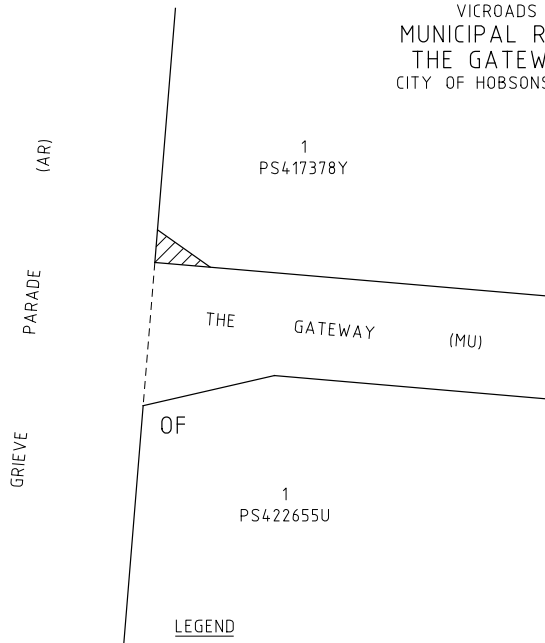 VICROADS
MUNICIPAL R
THE GATEW
CITY OF HOBSONS
(AR)
1
PS417378Y
PARADE
THE GATEWAY (MU)
OF
GRIEVE
1
PS422655U
LEGEND